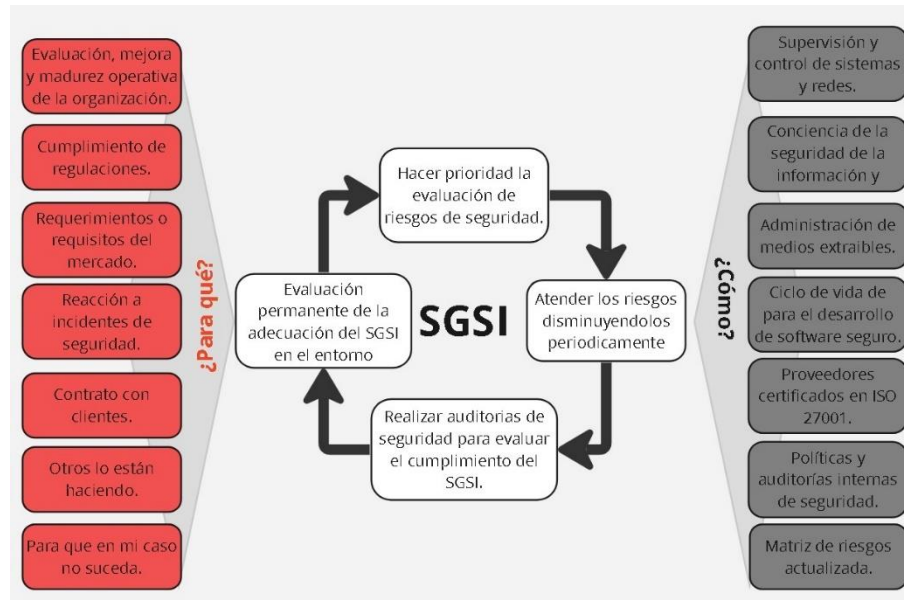 Evaluación, mejora
y madurez operativa
de la organización.
Cumplimiento de
regulaciones.
Requerimientos o
requisitos del
mercado.
Reacción a
incidentes de
seguridad.
Contrato con
clientes.
Otros lo están
haciendo.
Para que en mi caso
no suceda.
¿Para qué?
Hacer prioridad la
evaluación de
riesgos de seguridad.
Evaluación
permanente de la
adecuación del SGSI
en el entorno
SGSI
Atender los riesgos
disminuyendolos
periodicamente
Realizar auditorias de
seguridad para evaluar
el cumplimiento del
SGSI.
¿Cómo?
Supervisión y
control de sistemas
y redes.
Conciencia de la
seguridad de la
información y
Administración de
medios extraibles.
Ciclo de vida de
para el desarrollo
de software seguro.
Proveedores
certificados en ISO
27001.
Políticas y
auditorías internas
de seguridad.
Matriz de riesgos
actualizada.